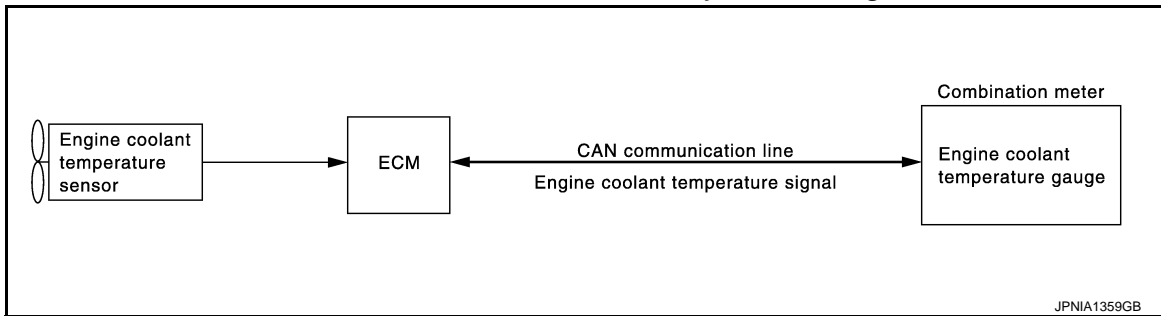 Engine coolant
temperature
sensor
ECM
CAN communication line
Engine coolant temperature signal
Combination meter
Engine coolant
temperature gauge
JPNIA1359GB